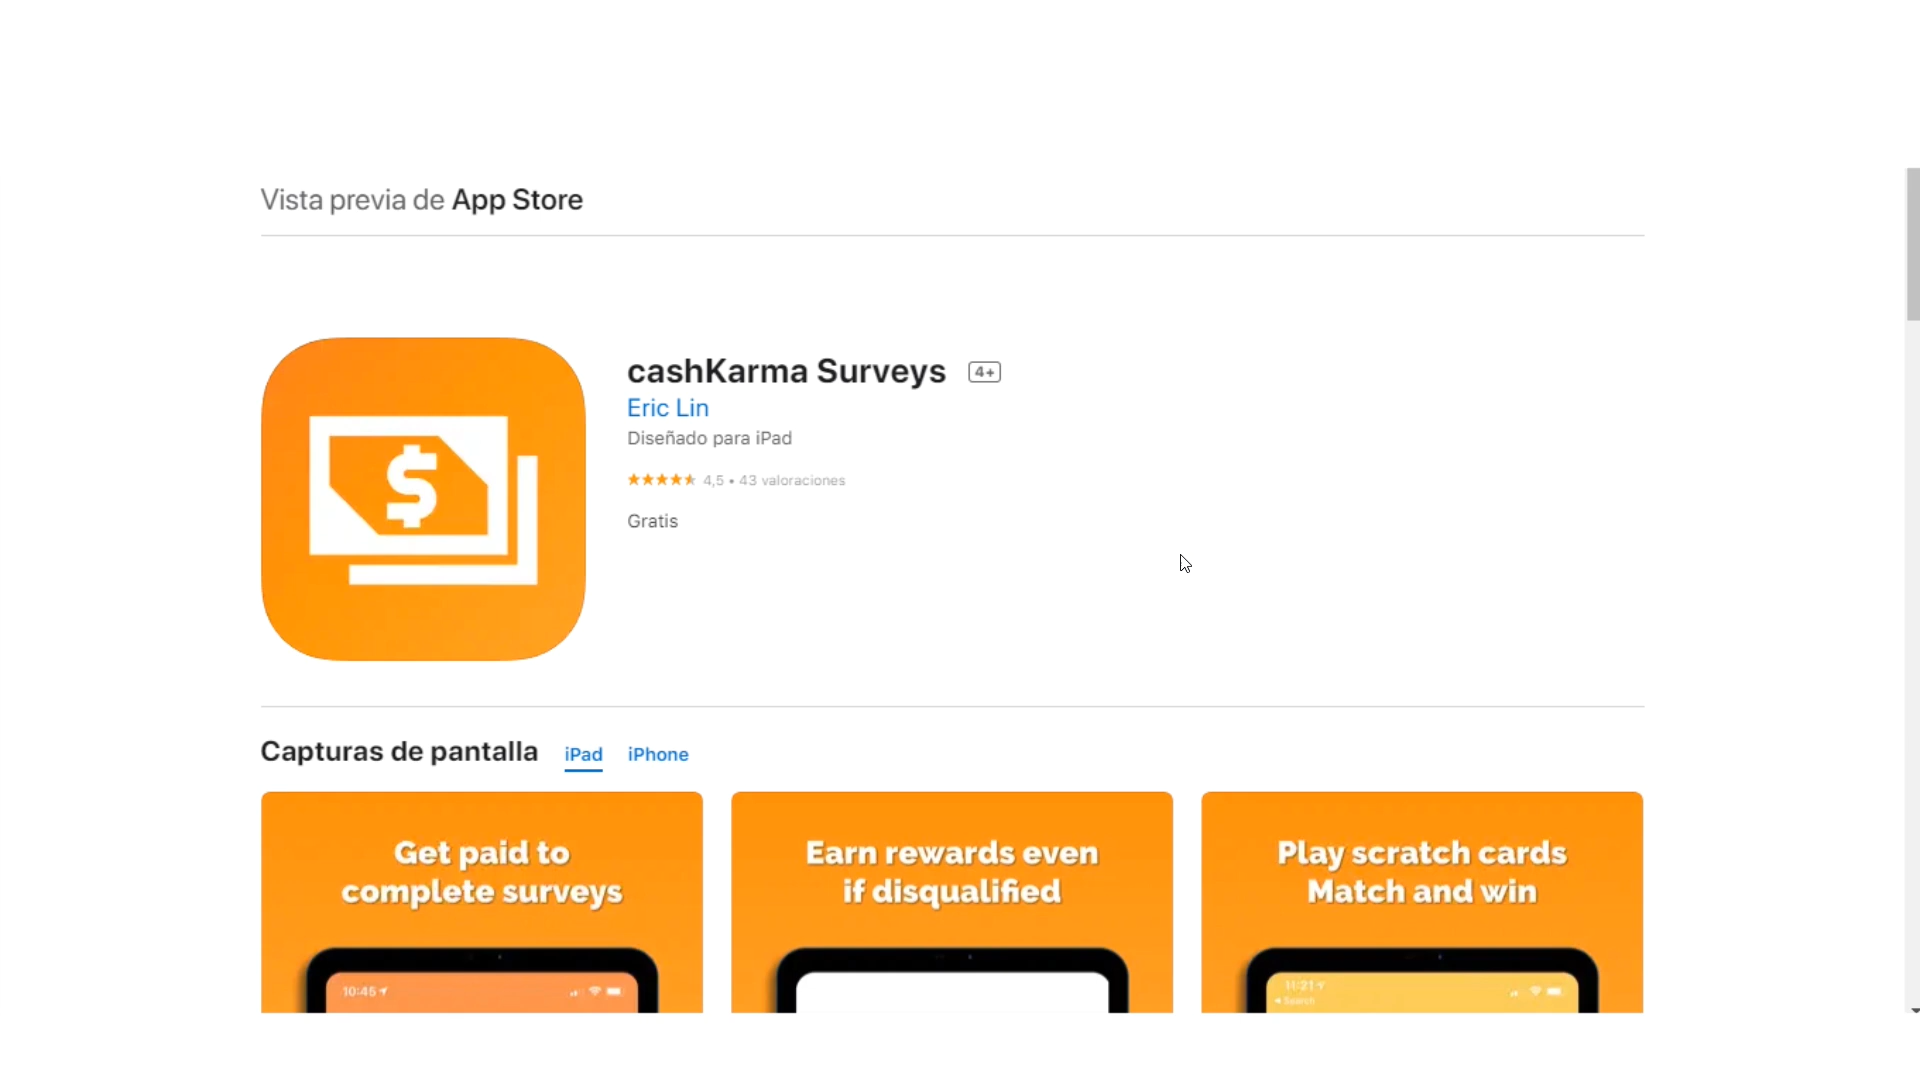 Vista previa de App Store
cashKarma Surveys 4+
Eric Lin
Diseñado para iPad
4,5 • 43 valoraciones
Gratis
Capturas de pantalla iPad iPhone
Get paid to
complete surveys
Earn rewards even
if disqualified
Play scratch cards
Match and win
10:45
11:21
Search